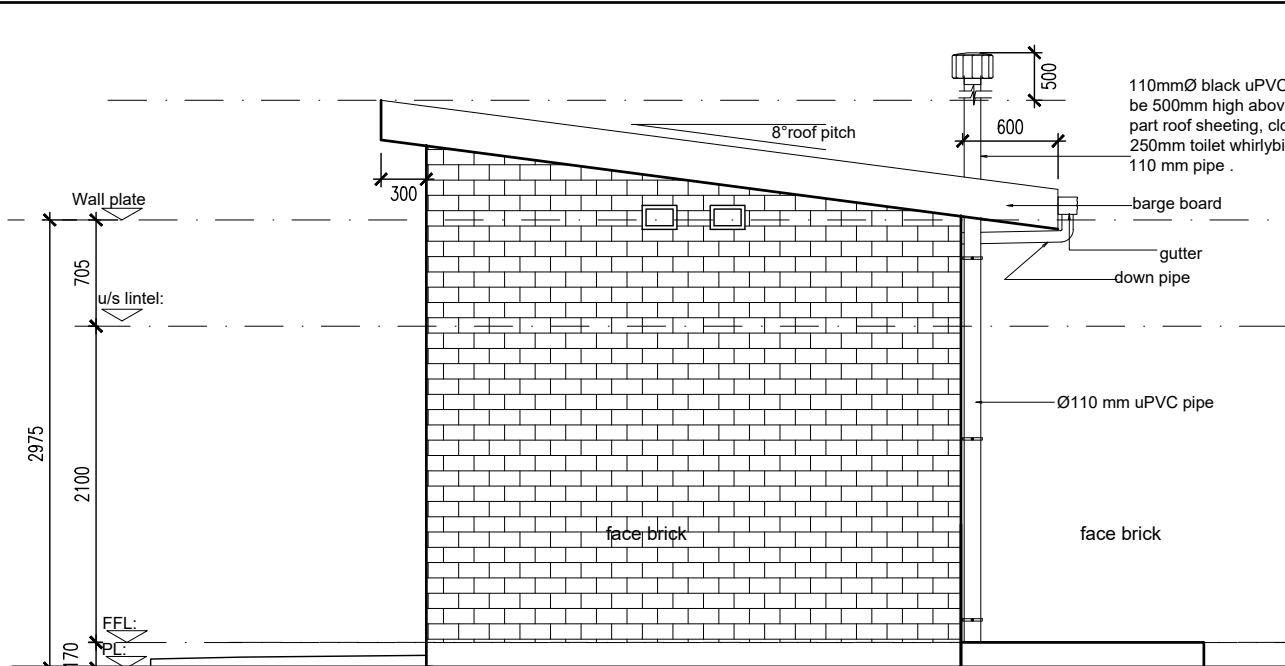 500
110mmØ black uPVC
be 500mm high abov
part roof sheeting, clo
250mm toilet whirlybi
110 mm pipe .
600
8°roof pitch
300
Wall plate
barge board
gutter
down pipe
705
u/s lintel:
Ø110 mm uPVC pipe
2975
2100
face brick
face brick
FFL:
PL:
170